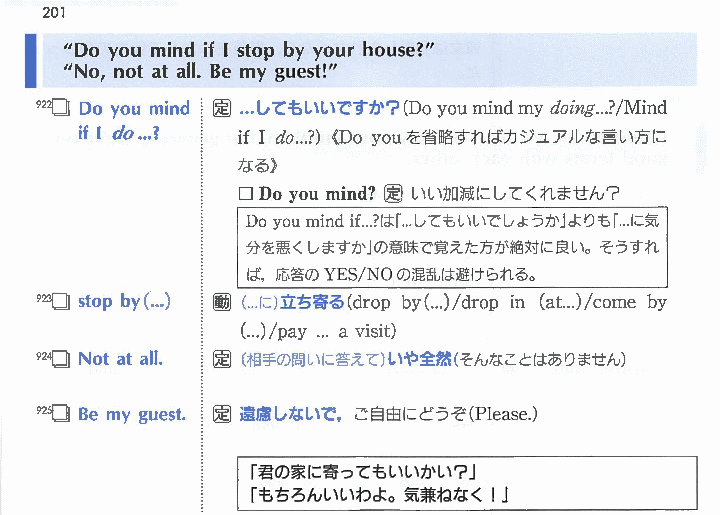 201
"Do you mind if I stop by your house?"
"No, not at all. Be my guest!"
922 Do you mind if I do ...?
定 ...してもいいですか?(Do you mind my doing...?/Mind
if I do...?)《Do you を省略すればカジュアルな言い方に
なる》
□ Do you mind? 定 いい加減にしてくれません?
Do you mind if...?は「...してもいいでしょうか」よりも「...に気
分を悪くしますか」の意味で覚えた方が絶対に良い。そうすれ
ば,応答の YES/NO の混乱は避けられる。
923 stop by(...)
動 (...に)立ち寄る(drop by(...)/drop in (at...)/come by
(...)/pay ... a visit)
924 Not at all.
定 (相手の問いに答えて)いや全然(そんなことはありません)
925 Be my guest.
定 遠慮しないで,ご自由にどうぞ(Please.)
「君の家に寄ってもいいかい?」
「もちろんいいわよ。気兼ねなく!」